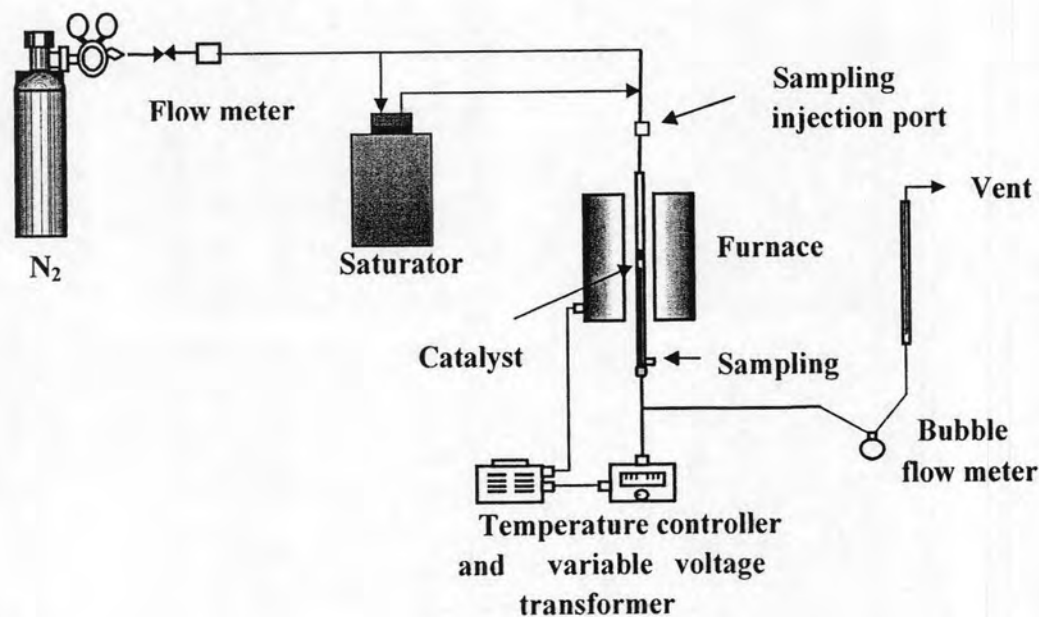 Sampling
injection port
Flow meter
Vent
N₂
Saturator
Furnace
Catalyst
Sampling
Bubble
flow meter
Temperature controller
and variable voltage
transformer